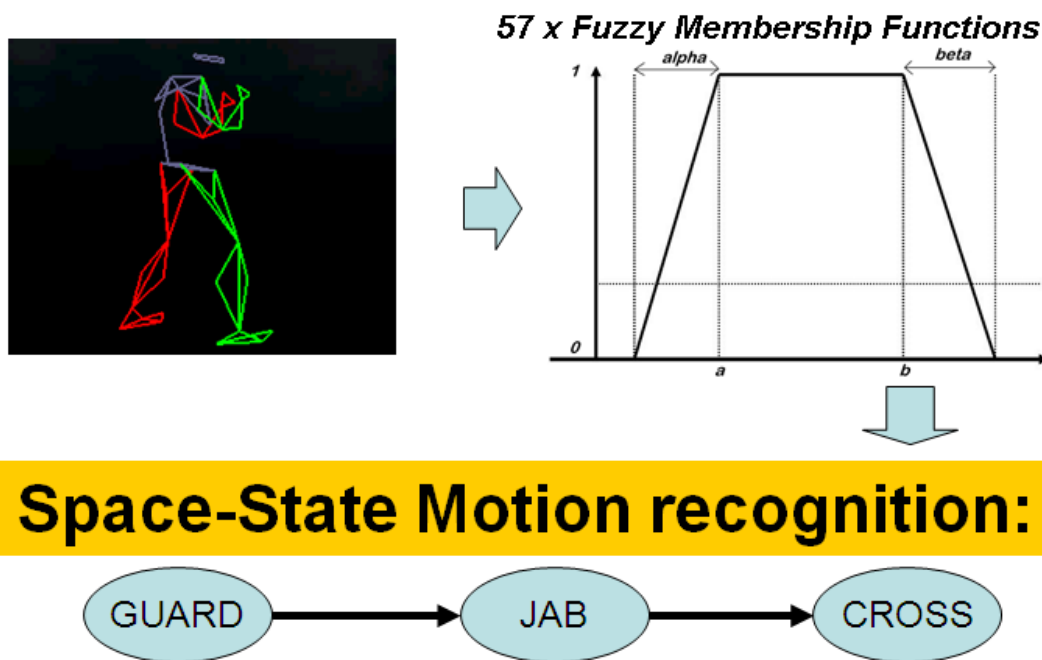 57 x Fuzzy Membership Functions
alpha
beta
1
0
a
b
Space-State Motion recognition:
GUARD
JAB
CROSS